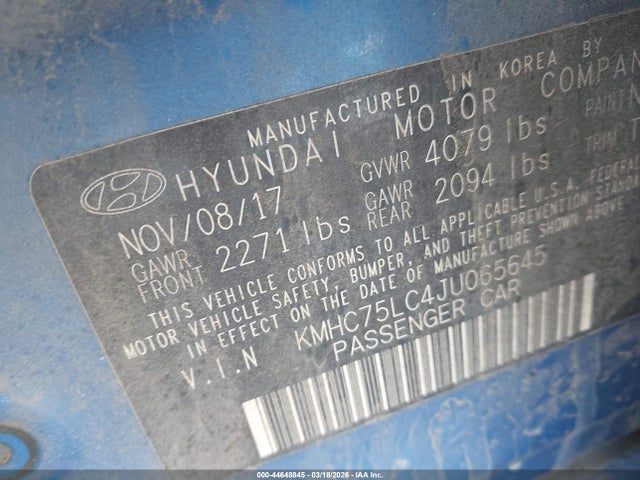 MANUFACTURED IN KOREA BY
HYUNDAI MOTOR COMPAN
NOV/08/17 GVWR 4079 lbs PAINT
GAWR FRONT 2271 lbs GAWR REAR 2094 lbs TRIM
THIS VEHICLE CONFORMS TO ALL APPLICABLE U.S.A. FEDERAL
MOTOR VEHICLE SAFETY, BUMPER, AND THEFT PREVENTION STANDA
IN EFFECT ON THE DATE OF MANUFACTURE SHOWN ABOVE
V.I.N KMHC75LC4JU065645
PASSENGER CAR
000-44648845 - 03/18/2026 - IAA Inc.